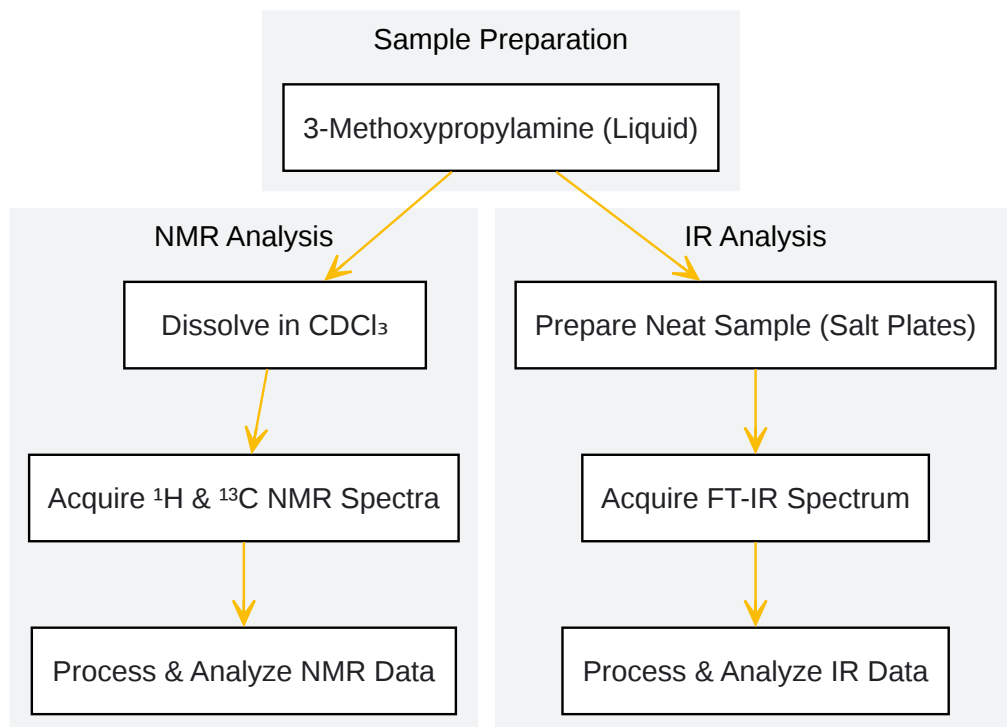 Sample Preparation
3-Methoxypropylamine (Liquid)
NMR Analysis
Dissolve in CDCl₃
Acquire ¹H & ¹³C NMR Spectra
Process & Analyze NMR Data
IR Analysis
Prepare Neat Sample (Salt Plates)
Acquire FT-IR Spectrum
Process & Analyze IR Data